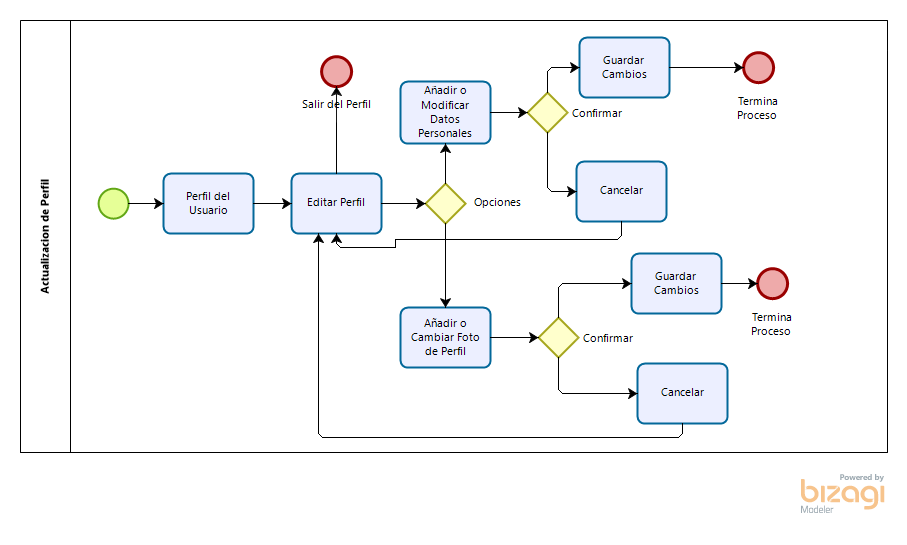 Actualizacion de Perfil
Perfil del
Usuario
Editar Perfil
Salir del Perfil
Opciones
Añadir o
Modificar
Datos
Personales
Confirmar
Guardar
Cambios
Termina
Proceso
Cancelar
Añadir o
Cambiar Foto
de Perfil
Confirmar
Guardar
Cambios
Termina
Proceso
Cancelar
Powered by
bizagi
Modeler